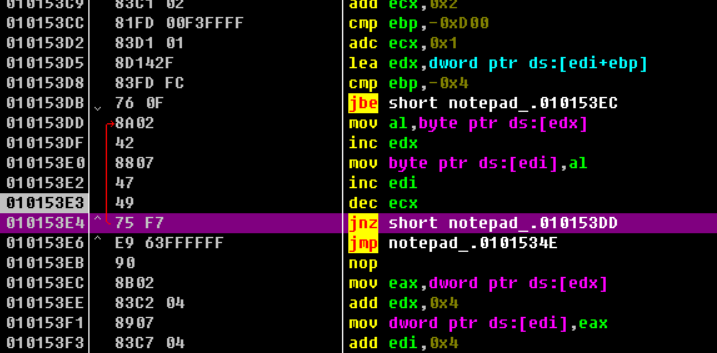 010153C9 83C1 02 add ecx,0x2
010153CC 81FD 00F3FFFF cmp ebp,-0xD00
010153D2 83D1 01 adc ecx,0x1
010153D5 8D142F lea edx,dword ptr ds:[edi+ebp]
010153D8 83FD FC cmp ebp,-0x4
010153DB 76 0F jbe short notepad_.010153EC
010153DD 8A02 mov al,byte ptr ds:[edx]
010153DF 42 inc edx
010153E0 8807 mov byte ptr ds:[edi],al
010153E2 47 inc edi
010153E3 49 dec ecx
010153E4 ^ 75 F7 jnz short notepad_.010153DD
010153E6 ^ E9 63FFFFFF jmp notepad_.0101534E
010153EB 90 nop
010153EC 8B02 mov eax,dword ptr ds:[edx]
010153EE 83C2 04 add edx,0x4
010153F1 8907 mov dword ptr ds:[edi],eax
010153F3 83C7 04 add edi,0x4